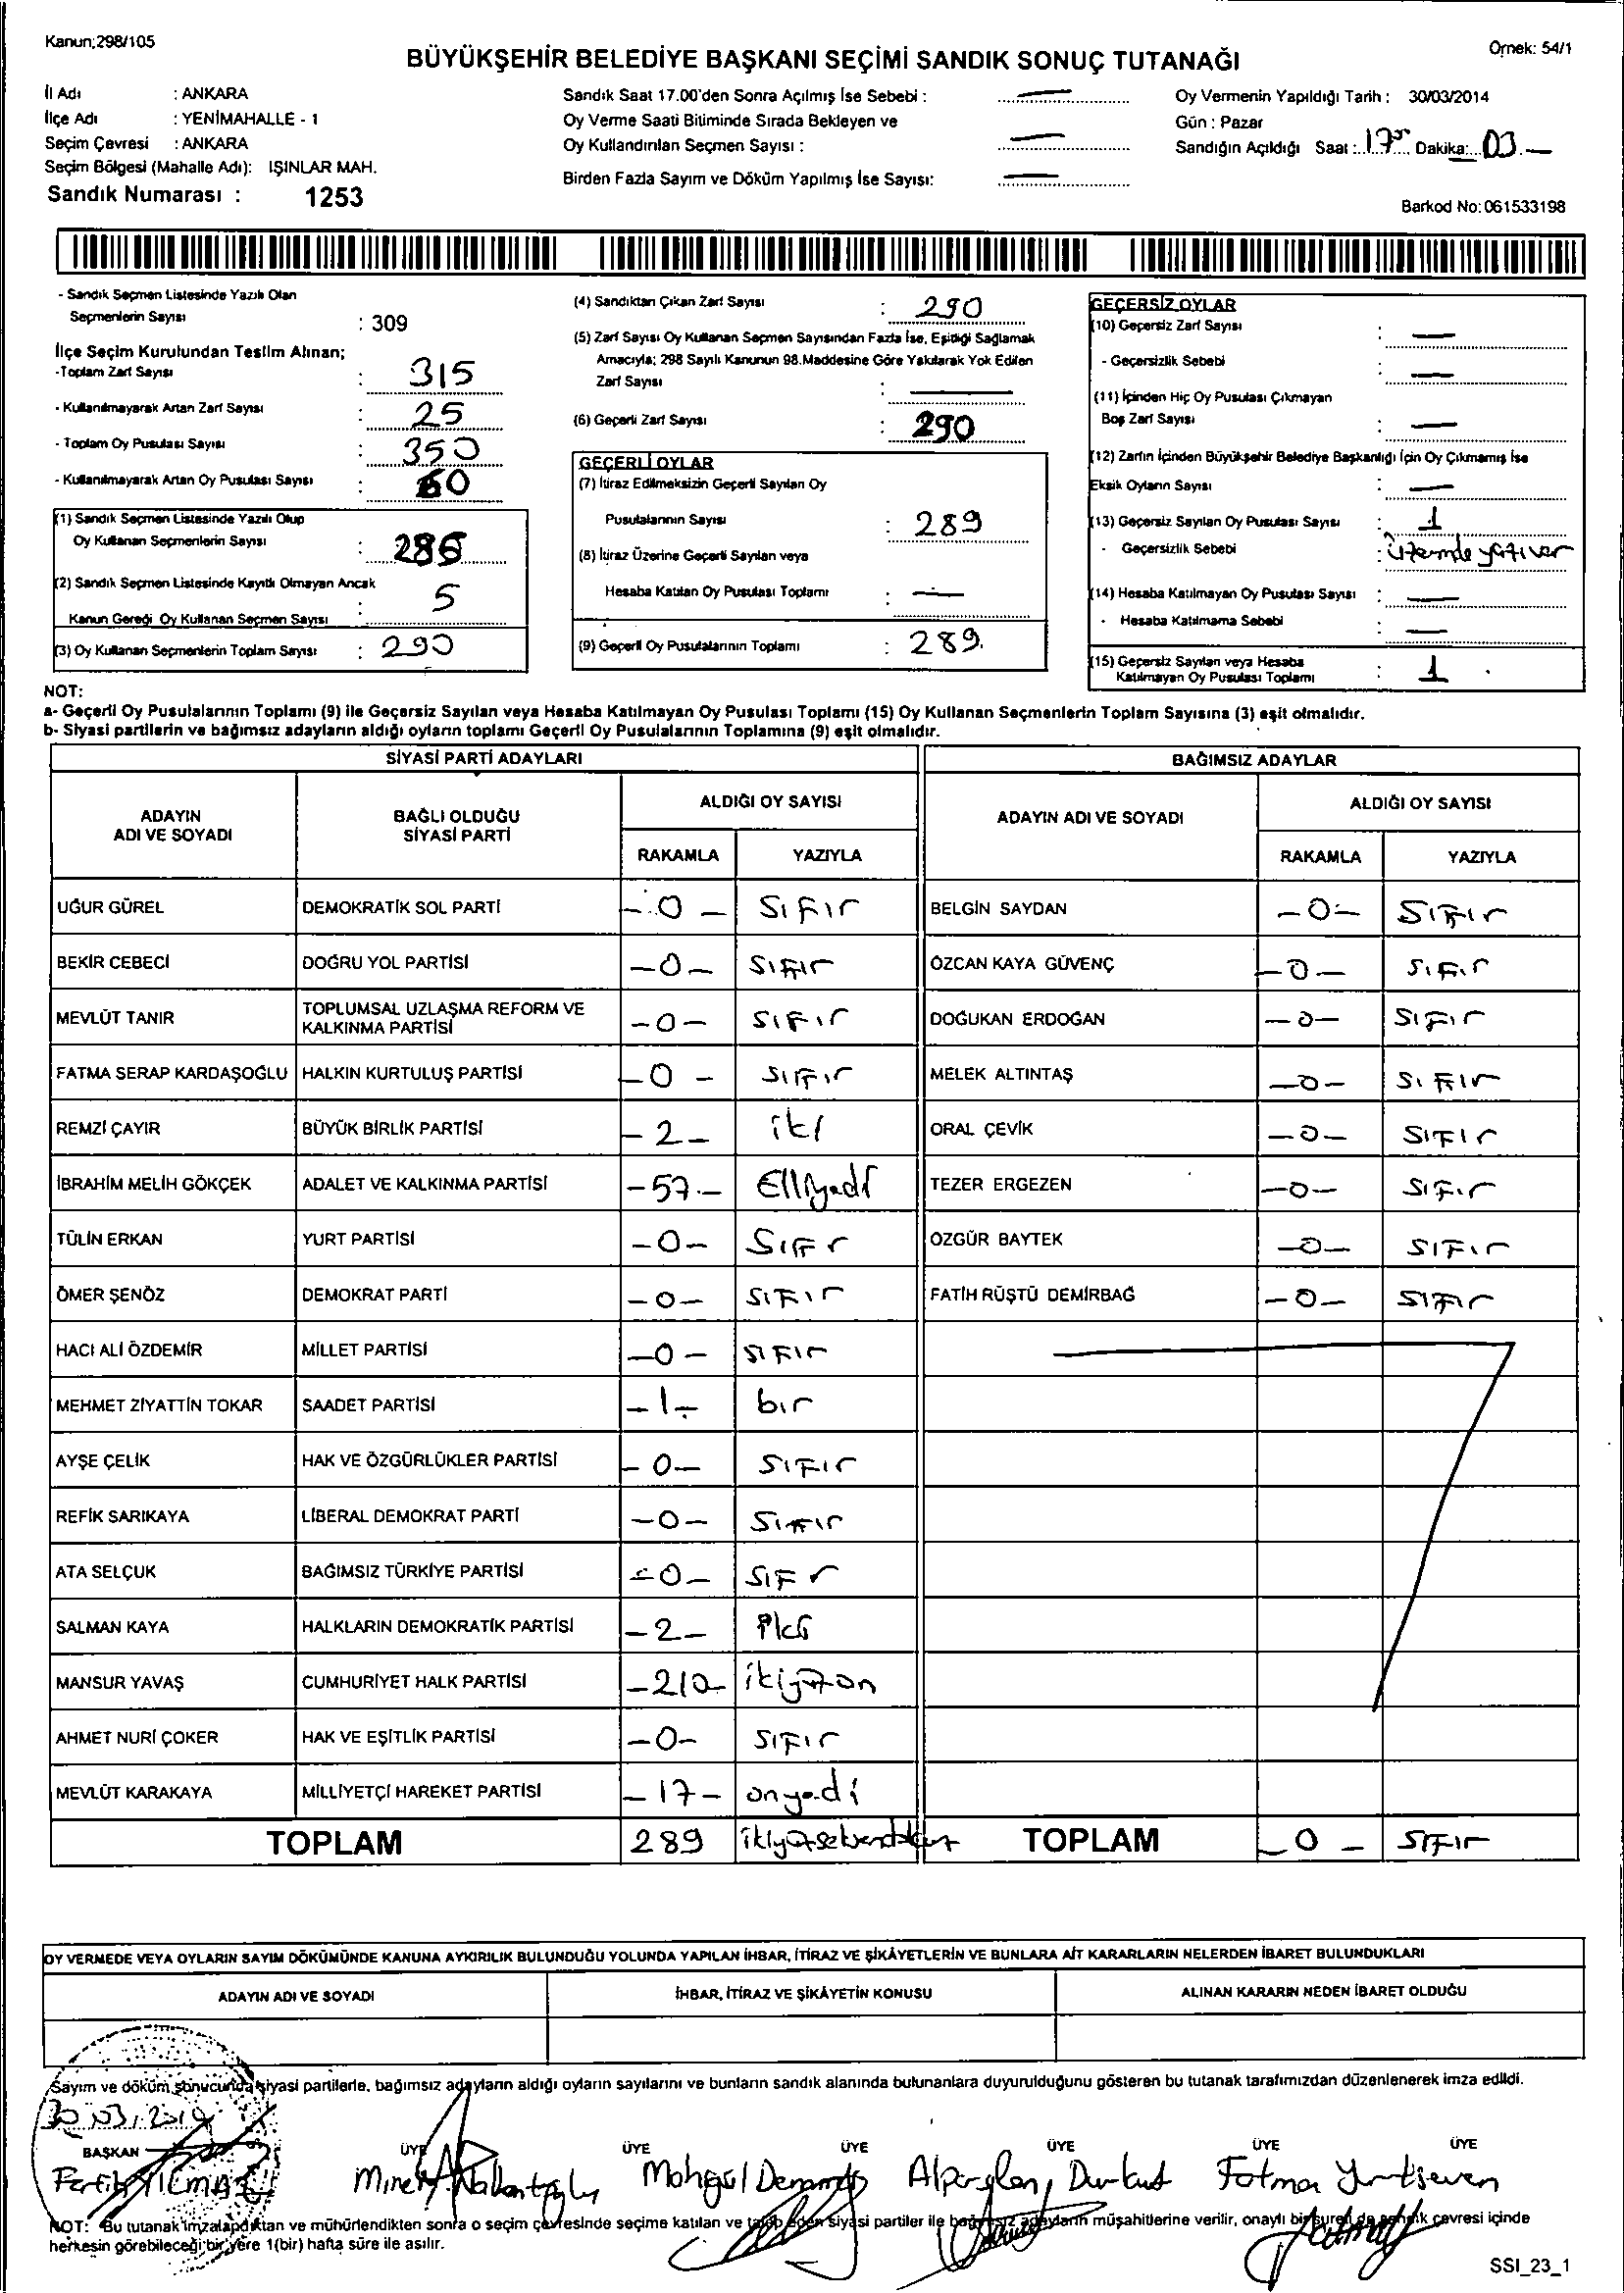 Kanun;298/105
Örnek: 54/1
BÜYÜKŞEHİR BELEDİYE BAŞKANI SEÇİMİ SANDIK SONUÇ TUTANAĞI
İl Adı : ANKARA
İlçe Adı : YENİMAHALLE - 1
Seçim Çevresi : ANKARA
Seçim Bölgesi (Mahalle Adı): IŞINLAR MAH.
Sandık Numarası : 1253
Sandık Saat 17.00'den Sonra Açılmış İse Sebebi : —
Oy Verme Saati Bitiminde Sırada Bekleyen ve
Oy Kullandırılan Seçmen Sayısı : —
Birden Fazla Sayım ve Döküm Yapılmış İse Sayısı: —
Oy Vermenin Yapıldığı Tarih : 30/03/2014
Gün : Pazar
Sandığın Açıldığı Saat : 17 Dakika: 03.—
Barkod No: 061533198
- Sandık Seçmen Listesinde Yazılı Olan
Seçmenlerin Sayısı : 309
İlçe Seçim Kurulundan Teslim Alınan;
-Toplam Zarf Sayısı : 315
- Kullanılmayarak Artan Zarf Sayısı : 25
- Toplam Oy Pusulası Sayısı : 350
- Kullanılmayarak Artan Oy Pusulası Sayısı : 60
(1) Sandık Seçmen Listesinde Yazılı Olup
Oy Kullanan Seçmenlerin Sayısı : 285
(2) Sandık Seçmen Listesinde Kayıtlı Olmayan Ancak
Kanun Gereği Oy Kullanan Seçmen Sayısı : 5
(3) Oy Kullanan Seçmenlerin Toplam Sayısı : 290
(4) Sandıktan Çıkan Zarf Sayısı : 290
(5) Zarf Sayısı Oy Kullanan Seçmen Sayısından Fazla İse, Eşitliği Sağlamak
Amacıyla; 298 Sayılı Kanunun 98.Maddesine Göre Yakılarak Yok Edilen
Zarf Sayısı : —
(6) Geçerli Zarf Sayısı : 290
GEÇERLİ OYLAR
(7) İtiraz Edilmeksizin Geçerli Sayılan Oy
Pusulalarının Sayısı : 289
(8) İtiraz Üzerine Geçerli Sayılan veya
Hesaba Katılan Oy Pusulası Toplamı : —
(9) Geçerli Oy Pusulalarının Toplamı : 289.
GEÇERSİZ OYLAR
(10) Geçersiz Zarf Sayısı : —
- Geçersizlik Sebebi : —
(11) İçinden Hiç Oy Pusulası Çıkmayan
Boş Zarf Sayısı : —
(12) Zarfın İçinden Büyükşehir Belediye Başkanlığı İçin Oy Çıkmamış İse
Eksik Oyların Sayısı : —
(13) Geçersiz Sayılan Oy Pusulası Sayısı : 1
- Geçersizlik Sebebi : üzerinde yazı var
(14) Hesaba Katılmayan Oy Pusulası Sayısı : —
- Hesaba Katılmama Sebebi : —
(15) Geçersiz Sayılan veya Hesaba
Katılmayan Oy Pusulası Toplamı : 1
NOT:
a- Geçerli Oy Pusulalarının Toplamı (9) ile Geçersiz Sayılan veya Hesaba Katılmayan Oy Pusulası Toplamı (15) Oy Kullanan Seçmenlerin Toplam Sayısına (3) eşit olmalıdır.
b- Siyasi partilerin ve bağımsız adayların aldığı oyların toplamı Geçerli Oy Pusulalarının Toplamına (9) eşit olmalıdır.
SİYASİ PARTİ ADAYLARI BAĞIMSIZ ADAYLAR
ADAYIN ADI VE SOYADI BAĞLI OLDUĞU SİYASİ PARTİ ALDIĞI OY SAYISI ADAYIN ADI VE SOYADI ALDIĞI OY SAYISI
RAKAMLA YAZIYLA RAKAMLA YAZIYLA
UĞUR GÜREL DEMOKRATİK SOL PARTİ -0- Sıfır BELGİN SAYDAN -0- Sıfır
BEKİR CEBECİ DOĞRU YOL PARTİSİ -0- Sıfır ÖZCAN KAYA GÜVENÇ -0- Sıfır
MEVLÜT TANIR TOPLUMSAL UZLAŞMA REFORM VE KALKINMA PARTİSİ -0- Sıfır DOĞUKAN ERDOĞAN -0- Sıfır
FATMA SERAP KARDAŞOĞLU HALKIN KURTULUŞ PARTİSİ -0- Sıfır MELEK ALTINTAŞ -0- Sıfır
REMZİ ÇAYIR BÜYÜK BİRLİK PARTİSİ -2- iki ORAL ÇEVİK -0- Sıfır
İBRAHİM MELİH GÖKÇEK ADALET VE KALKINMA PARTİSİ -57.- Elliyedi TEZER ERGEZEN -0- Sıfır
TÜLİN ERKAN YURT PARTİSİ -0- Sıfr ÖZGÜR BAYTEK -0- Sıfır
ÖMER ŞENÖZ DEMOKRAT PARTİ -0- Sıfır FATİH RÜŞTÜ DEMİRBAĞ -0- Sıfır
HACI ALİ ÖZDEMİR MİLLET PARTİSİ -0- Sıfır
MEHMET ZİYATTİN TOKAR SAADET PARTİSİ -1- bır
AYŞE ÇELİK HAK VE ÖZGÜRLÜKLER PARTİSİ -0- Sıfır
REFİK SARIKAYA LİBERAL DEMOKRAT PARTİ -0- Sıfır
ATA SELÇUK BAĞIMSIZ TÜRKİYE PARTİSİ -0- Sıf r
SALMAN KAYA HALKLARIN DEMOKRATİK PARTİSİ -2- iki
MANSUR YAVAŞ CUMHURİYET HALK PARTİSİ -210- ikiyüzon
AHMET NURİ ÇOKER HAK VE EŞİTLİK PARTİSİ -0- Sıfır
MEVLÜT KARAKAYA MİLLİYETÇİ HAREKET PARTİSİ -17- onyedi
TOPLAM 289 ikiyüzseksendokuz TOPLAM -0- Sıfır
OY VERMEDE VEYA OYLARIN SAYIM DÖKÜMÜNDE KANUNA AYKIRILIK BULUNDUĞU YOLUNDA YAPILAN İHBAR, İTİRAZ VE ŞİKÂYETLERİN VE BUNLARA AİT KARARLARIN NELERDEN İBARET BULUNDUKLARI
ADAYIN ADI VE SOYADI İHBAR, İTİRAZ VE ŞİKÂYETİN KONUSU ALINAN KARARIN NEDEN İBARET OLDUĞU
Sayım ve döküm sonucunda siyasi partilerle, bağımsız adayların aldığı oyların sayılarını ve bunların sandık alanında bulunanlara duyurulduğunu gösteren bu tutanak tarafımızdan düzenlenerek imza edildi.
30.03.2014
BAŞKAN ÜYE ÜYE ÜYE ÜYE ÜYE ÜYE
Fatih YILMAZ Mine Mahgül Alparslan Durkut Fatma Yurtseven
NOT: Bu tutanak imzalandıktan ve mühürlendikten sonra o seçim çevresinde seçime katılan ve talep eden siyasi partiler ile bağımsız adayların müşahitlerine verilir, onaylı bir sureti de sandık çevresi içinde
herkesin görebileceği bir yere 1(bir) hafta süre ile asılır.
SSI_23_1